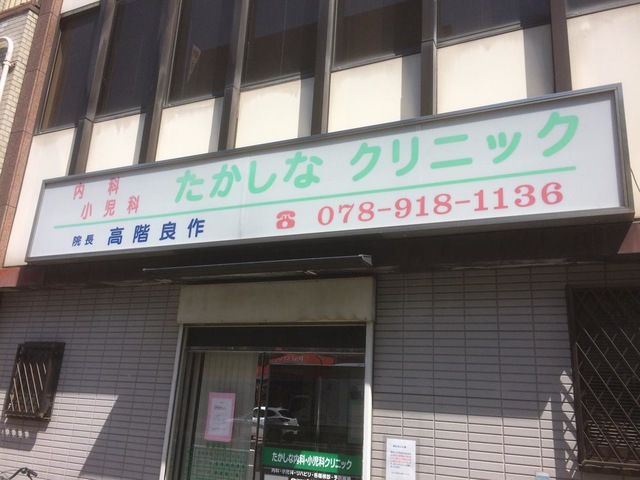 内科
小児科
たかしな クリニック
院長 高階良作
☎ 078-918-1136
たかしな内科・小児科クリニック